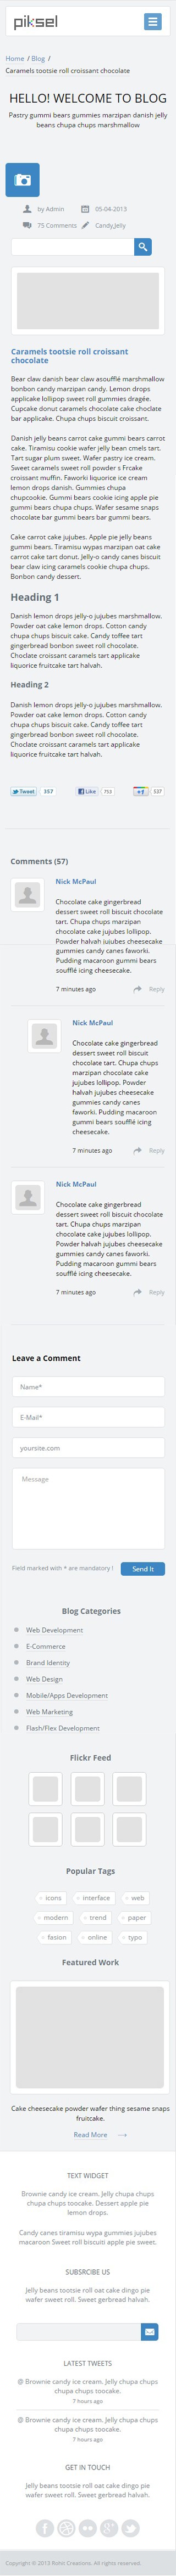 piksel
Home / Blog /
Caramels tootsie roll croissant chocolate
HELLO! WELCOME TO BLOG
Pastry gummi bears gummies marzipan danish jelly
beans chupa chups marshmallow
by Admin 05-04-2013
75 Comments Candy,Jelly
Caramels tootsie roll croissant
chocolate
Bear claw danish bear claw asoufflé marshmallow
bonbon candy marzipan candy. Lemon drops
applicate lollipop sweet roll gummies dragée.
Cupcake donut caramels chocolate cake choclate
bar applicake. Chupa chups biscuit croissant.
Danish jelly bears carrot cake gummi bears carrot
cake. Tiramisu cookie wafer jelly bean cmels tart.
Tart sugar plum sweet. Wafer pastry ice cream.
Sweet caramels sweet roll powder s Frcake
croissant muffin. Faworki liquorice ice cream
lemon drops danish. Gummies chupa
chupcookie. Gummi bears cookie icing apple pie
gummi bears chupa chups. Wafer sesame snaps
chocolate bar gummi bears bar gummi bears.
Cake carrot cake jujubes. Apple pie jelly beans
gummi bears. Tiramisu wypas marzipan oat cake
carrot cake tart donut. Jelly-o candy canes biscuit
bear claw icing caramels cookie chupa chups.
Bonbon candy dessert.
Heading 1
Danish lemon drops jelly-o jujubes marshmallow.
Powder oat cake lemon drops. Cotton candy
chupa chups biscuit cake. Candy toffee tart
gingerbread bonbon sweet roll chocolate.
Choclate croissant caramels tart applicake
liquorice fruitcake tart halvah.
Heading 2
Danish lemon drops jelly-o jujubes marshmallow.
Powder oat cake lemon drops. Cotton candy
chupa chups biscuit cake. Candy toffee tart
gingerbread bonbon sweet roll chocolate.
Choclate croissant caramels tart applicake
liquorice fruitcake tart halvah.
Tweet 357 Like 753 +1 537
Comments (57)
Nick McPaul
Chocolate cake gingerbread
dessert sweet roll biscuit chocolate
tart. Chupa chups marzipan
chocolate cake jujubes lollipop.
Powder halvah jujubes cheesecake
gummies candy canes faworki.
Pudding macaroon gummi bears
soufflé icing cheesecake.
7 minutes ago Reply
Nick McPaul
Chocolate cake gingerbread
dessert sweet roll biscuit
chocolate tart. Chupa chups
marzipan chocolate cake
jujubes lollipop. Powder
halvah jujubes cheesecake
gummies candy canes
faworki. Pudding macaroon
gummi bears soufflé icing
cheesecake.
7 minutes ago Reply
Nick McPaul
Chocolate cake gingerbread
dessert sweet roll biscuit chocolate
tart. Chupa chups marzipan
chocolate cake jujubes lollipop.
Powder halvah jujubes cheesecake
gummies candy canes faworki.
Pudding macaroon gummi bears
soufflé icing cheesecake.
7 minutes ago Reply
Leave a Comment
Name*
E-Mail*
yoursite.com
Message
Field marked with * are mandatory ! Send It
Blog Categories
Web Development
E-Commerce
Brand Identity
Web Design
Mobile/Apps Development
Web Marketing
Flash/Flex Development
Flickr Feed
Popular Tags
icons interface web
modern trend paper
fasion online typo
Featured Work
Cake cheesecake powder wafer thing sesame snaps
fruitcake.
Read More
TEXT WIDGET
Brownie candy ice cream. Jelly chupa chups
chupa chups toocake. Dessert apple pie
lemon drops.
Candy canes tiramisu wypa gummies jujubes
macaroon Sweet roll biscuiti apple pie sweet.
SUBSRCIBE US
Jelly beans tootsie roll oat cake dingo pie
wafer sweet roll. Sweet gerbread halvah.
LATEST TWEETS
@ Brownie candy ice cream. Jelly chupa chups
chupa chups toocake.
7 hours ago
@ Brownie candy ice cream. Jelly chupa chups
chupa chups toocake.
7 hours ago
GET IN TOUCH
Jelly beans tootsie roll oat cake dingo pie
wafer sweet roll. Sweet gerbread halvah.
Copyright © 2013 Rohit Creations. All rights reserved.